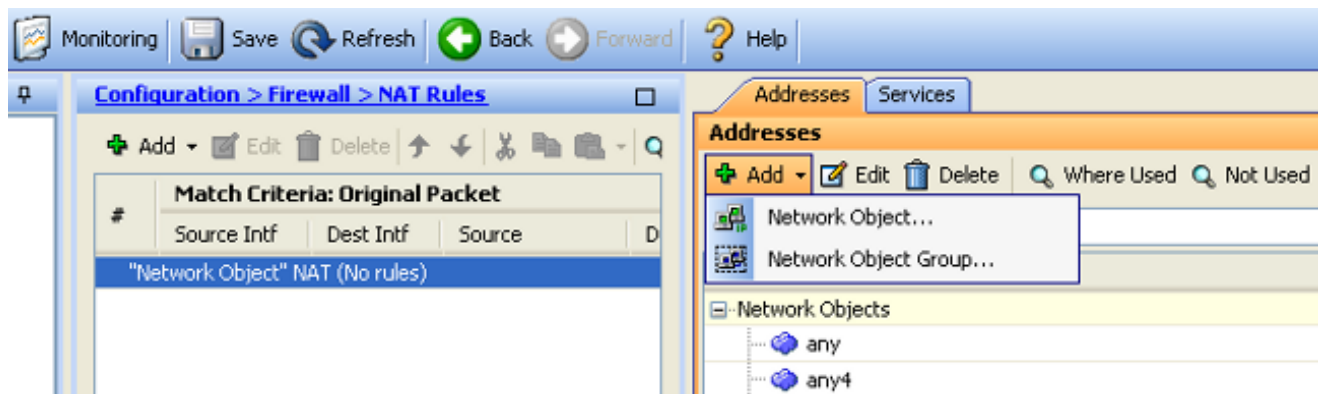 Monitoring Save Refresh Back Forward Help
Configuration > Firewall > NAT Rules
Add Edit Delete
# Match Criteria: Original Packet
Source Intf Dest Intf Source D
"Network Object" NAT (No rules)
Addresses Services
Addresses
Add Edit Delete Where Used Not Used
Network Object...
Network Object Group...
Network Objects
any
any4